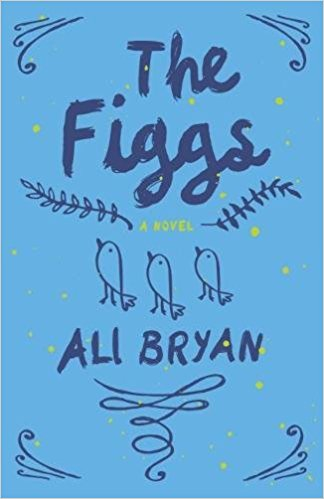 The
Figgs
A NOVEL
ALI BRYAN